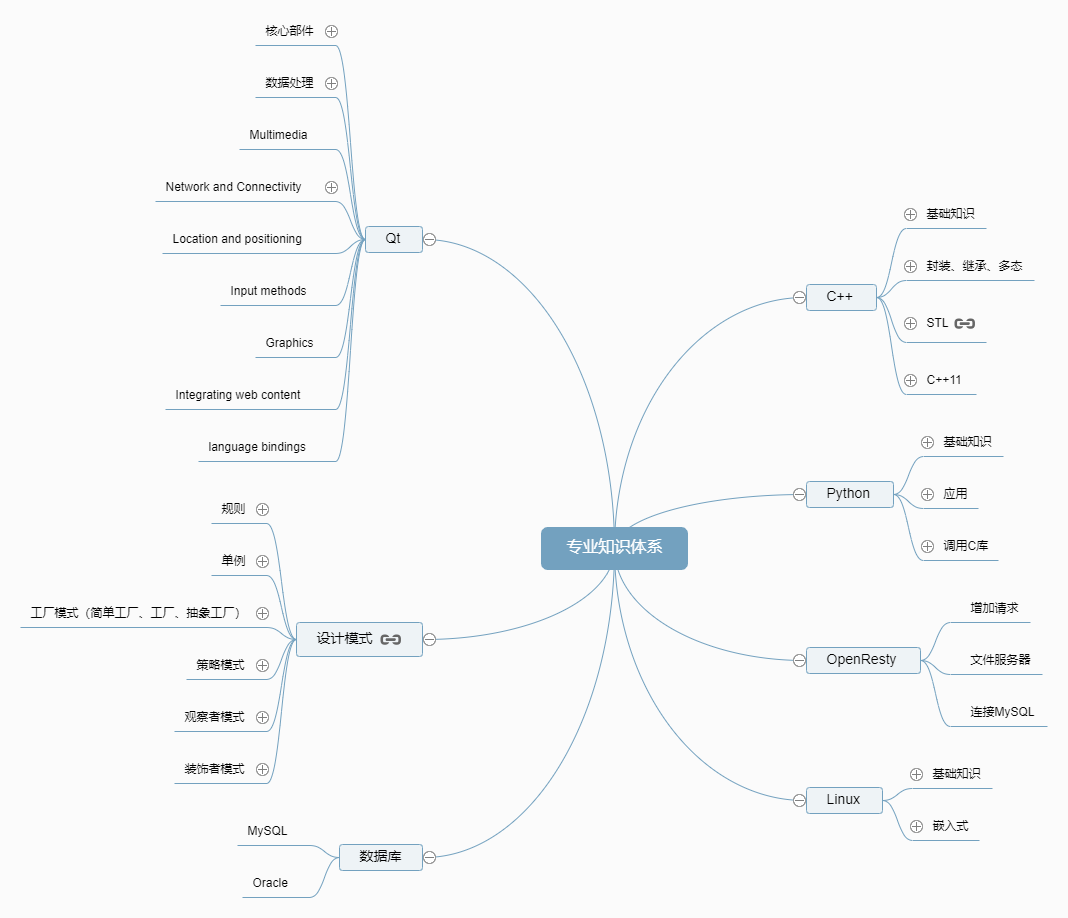 专业知识体系
C++
基础知识
封装、继承、多态
STL
C++11
Python
基础知识
应用
调用C库
OpenResty
增加请求
文件服务器
连接MySQL
Linux
基础知识
嵌入式
Qt
核心部件
数据处理
Multimedia
Network and Connectivity
Location and positioning
Input methods
Graphics
Integrating web content
language bindings
设计模式
规则
单例
工厂模式（简单工厂、工厂、抽象工厂）
策略模式
观察者模式
装饰者模式
数据库
MySQL
Oracle